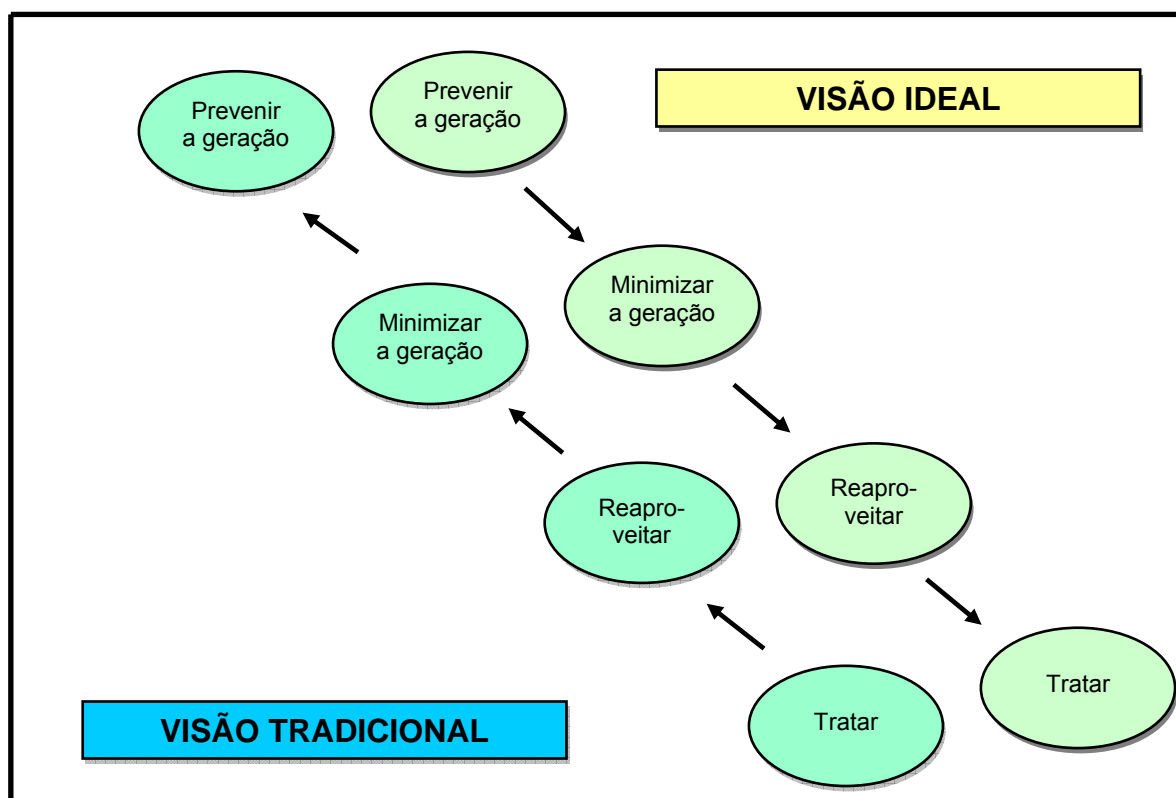 Prevenir
a geração
Prevenir
a geração
VISÃO IDEAL
Minimizar
a geração
Minimizar
a geração
Reapro-
veitar
Reapro-
veitar
Tratar
Tratar
VISÃO TRADICIONAL